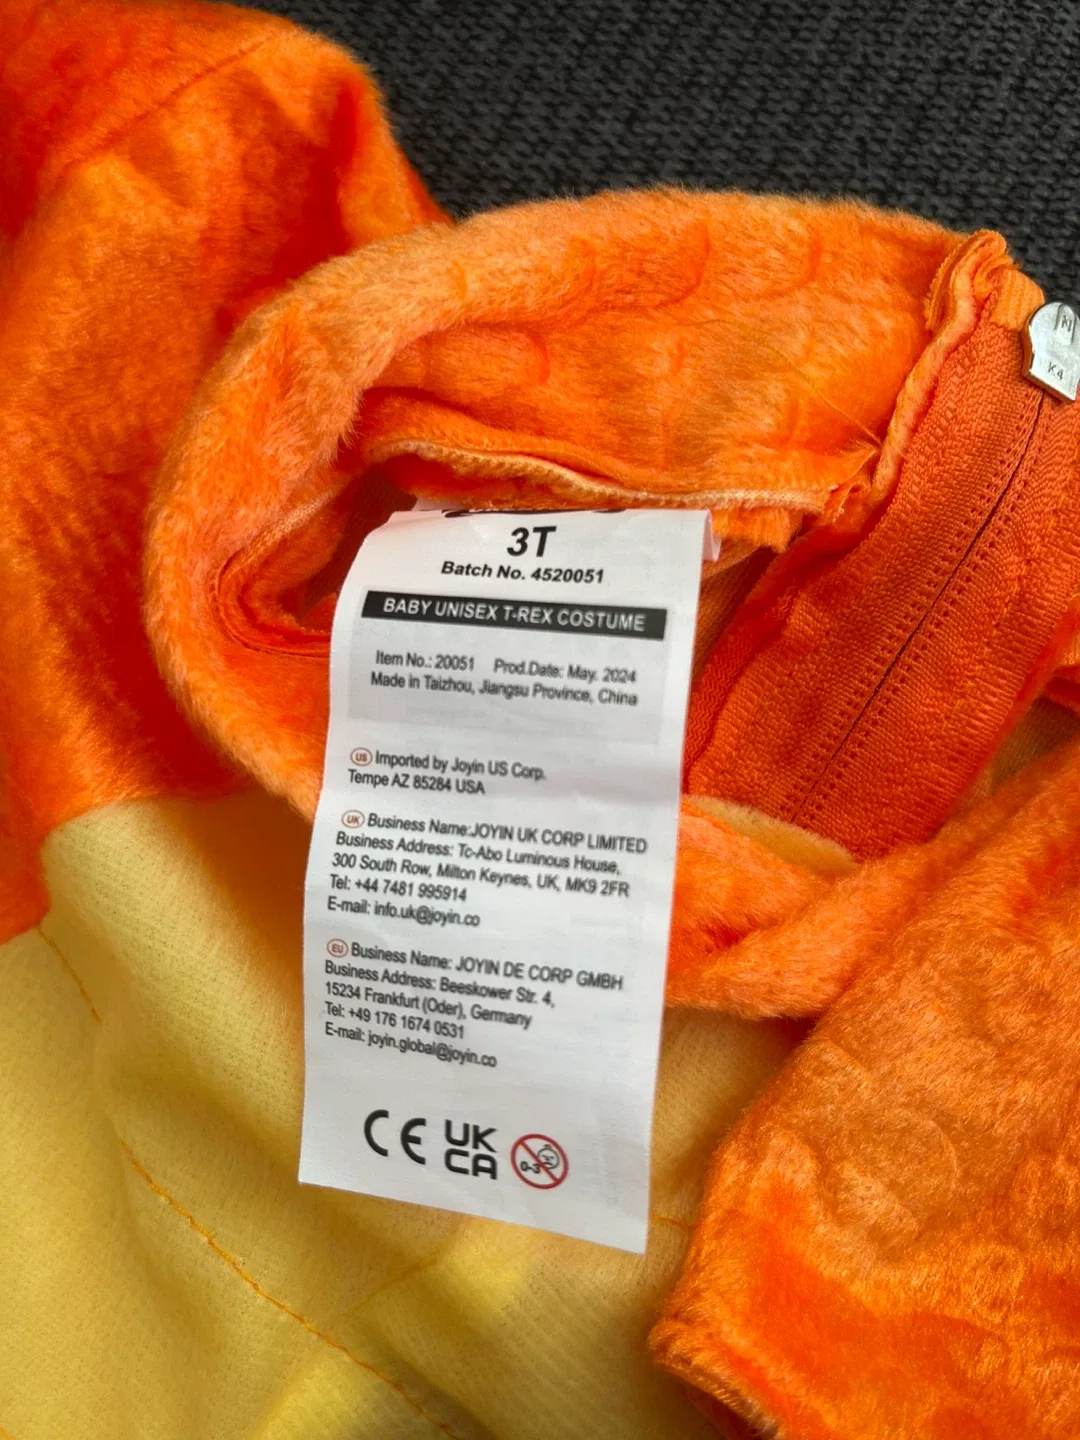 3T
Batch No. 4520051
BABY UNISEX T-REX COSTUME
Item No.: 20051 Prod.Date: May. 2024
Made in Taizhou, Jiangsu Province, China
US Imported by Joyin US Corp.
Tempe AZ 85284 USA
UK Business Name:JOYIN UK CORP LIMITED
Business Address: Tc-Abo Luminous House,
300 South Row, Milton Keynes, UK, MK9 2FR
Tel: +44 7481 995914
E-mail: info.uk@joyin.co
EU Business Name: JOYIN DE CORP GMBH
Business Address: Beeskower Str. 4,
15234 Frankfurt (Oder), Germany
Tel: +49 176 1674 0531
E-mail: joyin.global@joyin.co
CE UK
CA 0-3
N
K4